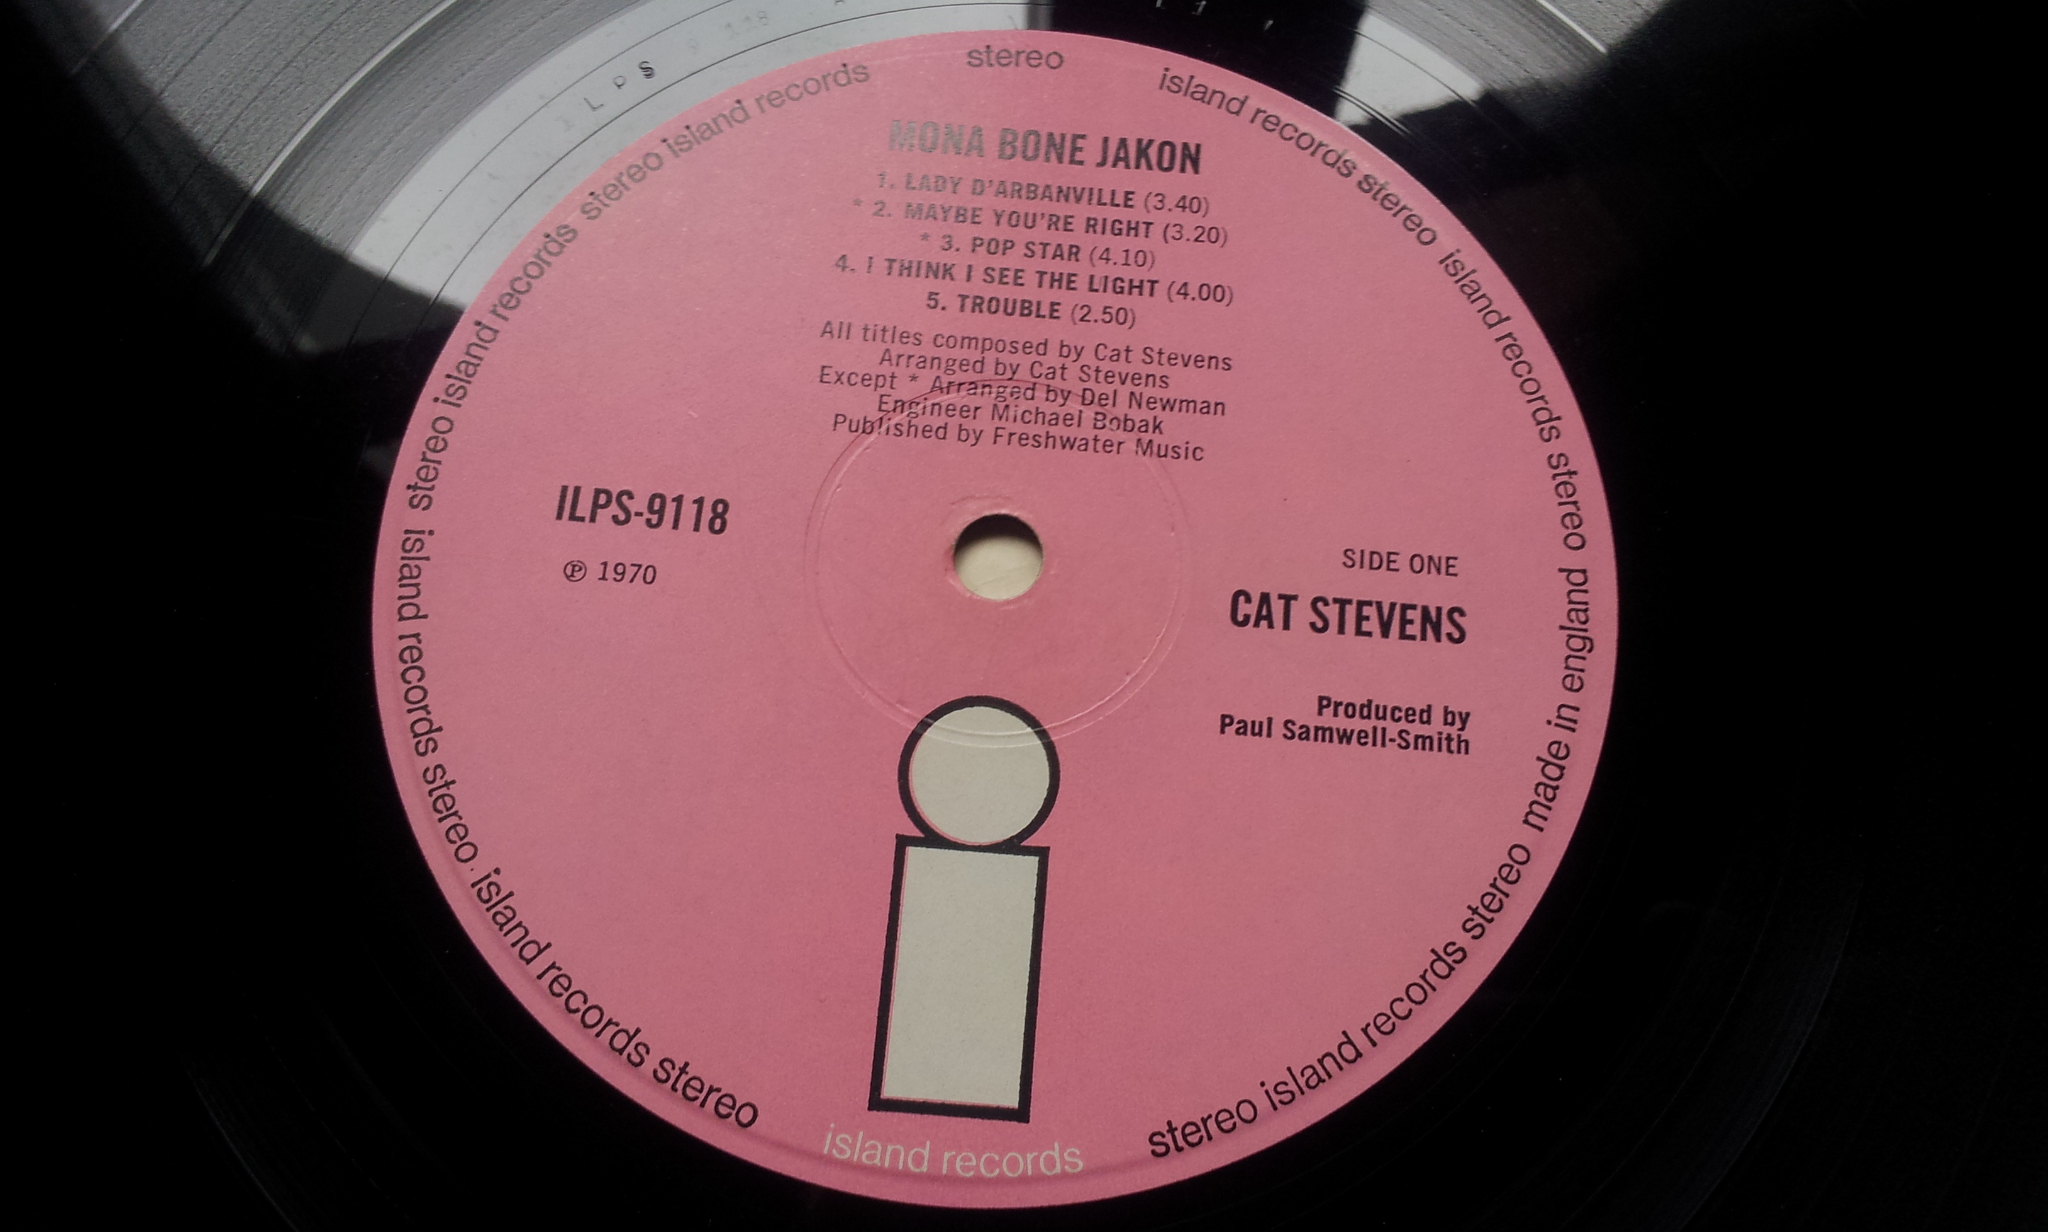 LPS 9 118 A
stereo
island records stereo island records stereo island records stereo made in england
MONA BONE JAKON
1. LADY D'ARBANVILLE (3.40)
* 2. MAYBE YOU'RE RIGHT (3.20)
* 3. POP STAR (4.10)
4. I THINK I SEE THE LIGHT (4.00)
5. TROUBLE (2.50)
All titles composed by Cat Stevens
Arranged by Cat Stevens
Except * Arranged by Del Newman
Engineer Michael Bobak
Published by Freshwater Music
ILPS-9118
℗ 1970
SIDE ONE
CAT STEVENS
Produced by
Paul Samwell-Smith
stereo island records stereo
island records stereo island records stereo island records stereo island records stereo island records
island records